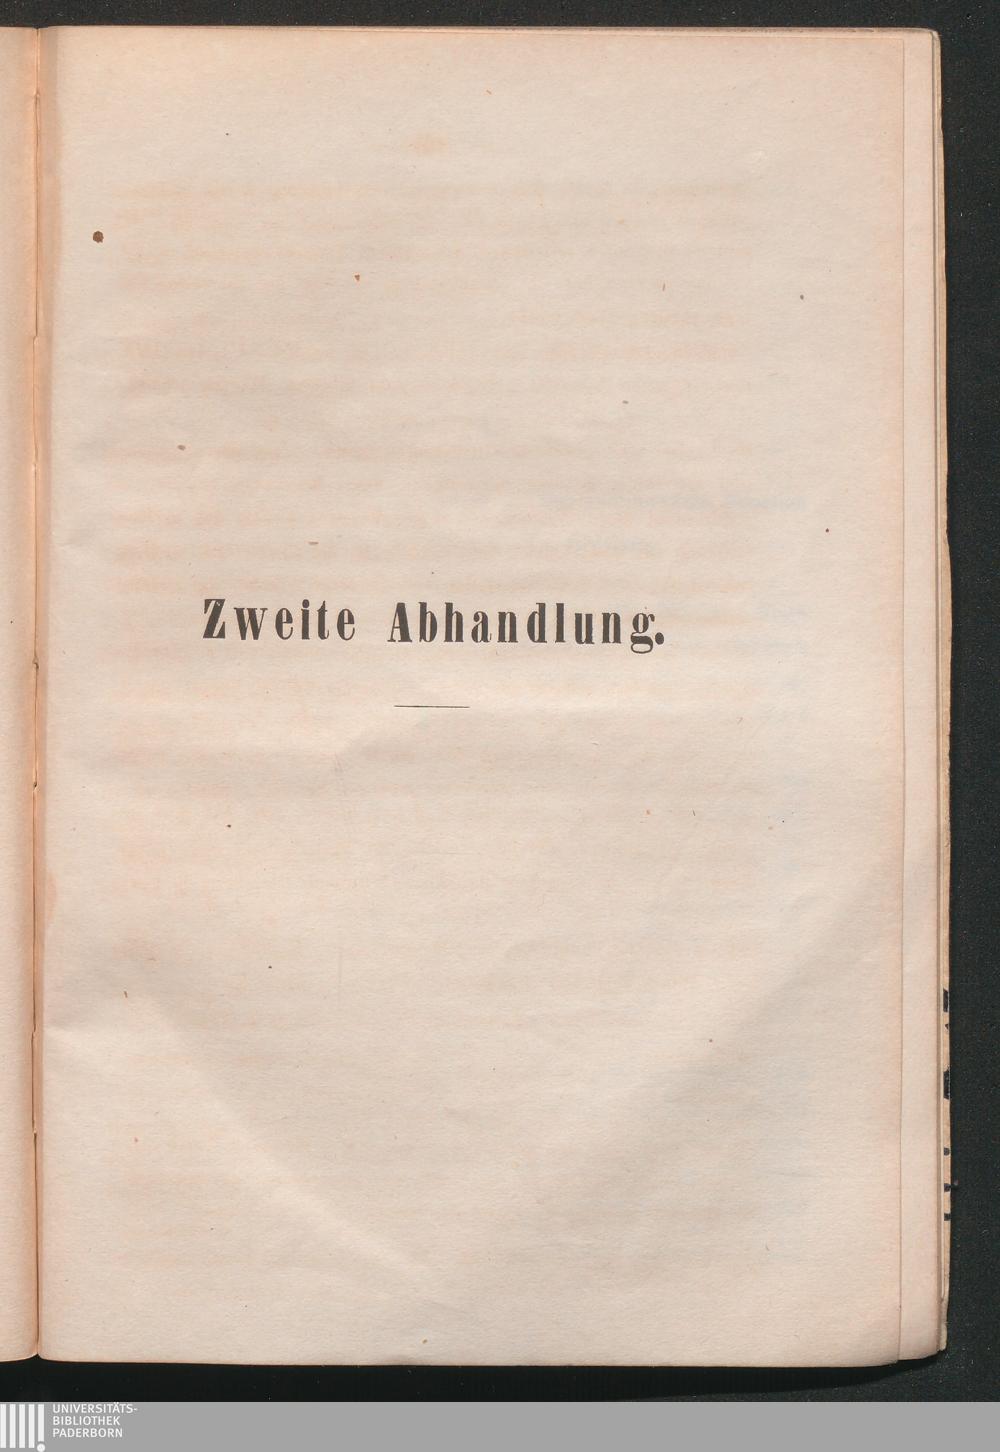 Zweite Abhandlung.
UNIVERSITÄTS-
BIBLIOTHEK
PADERBORN